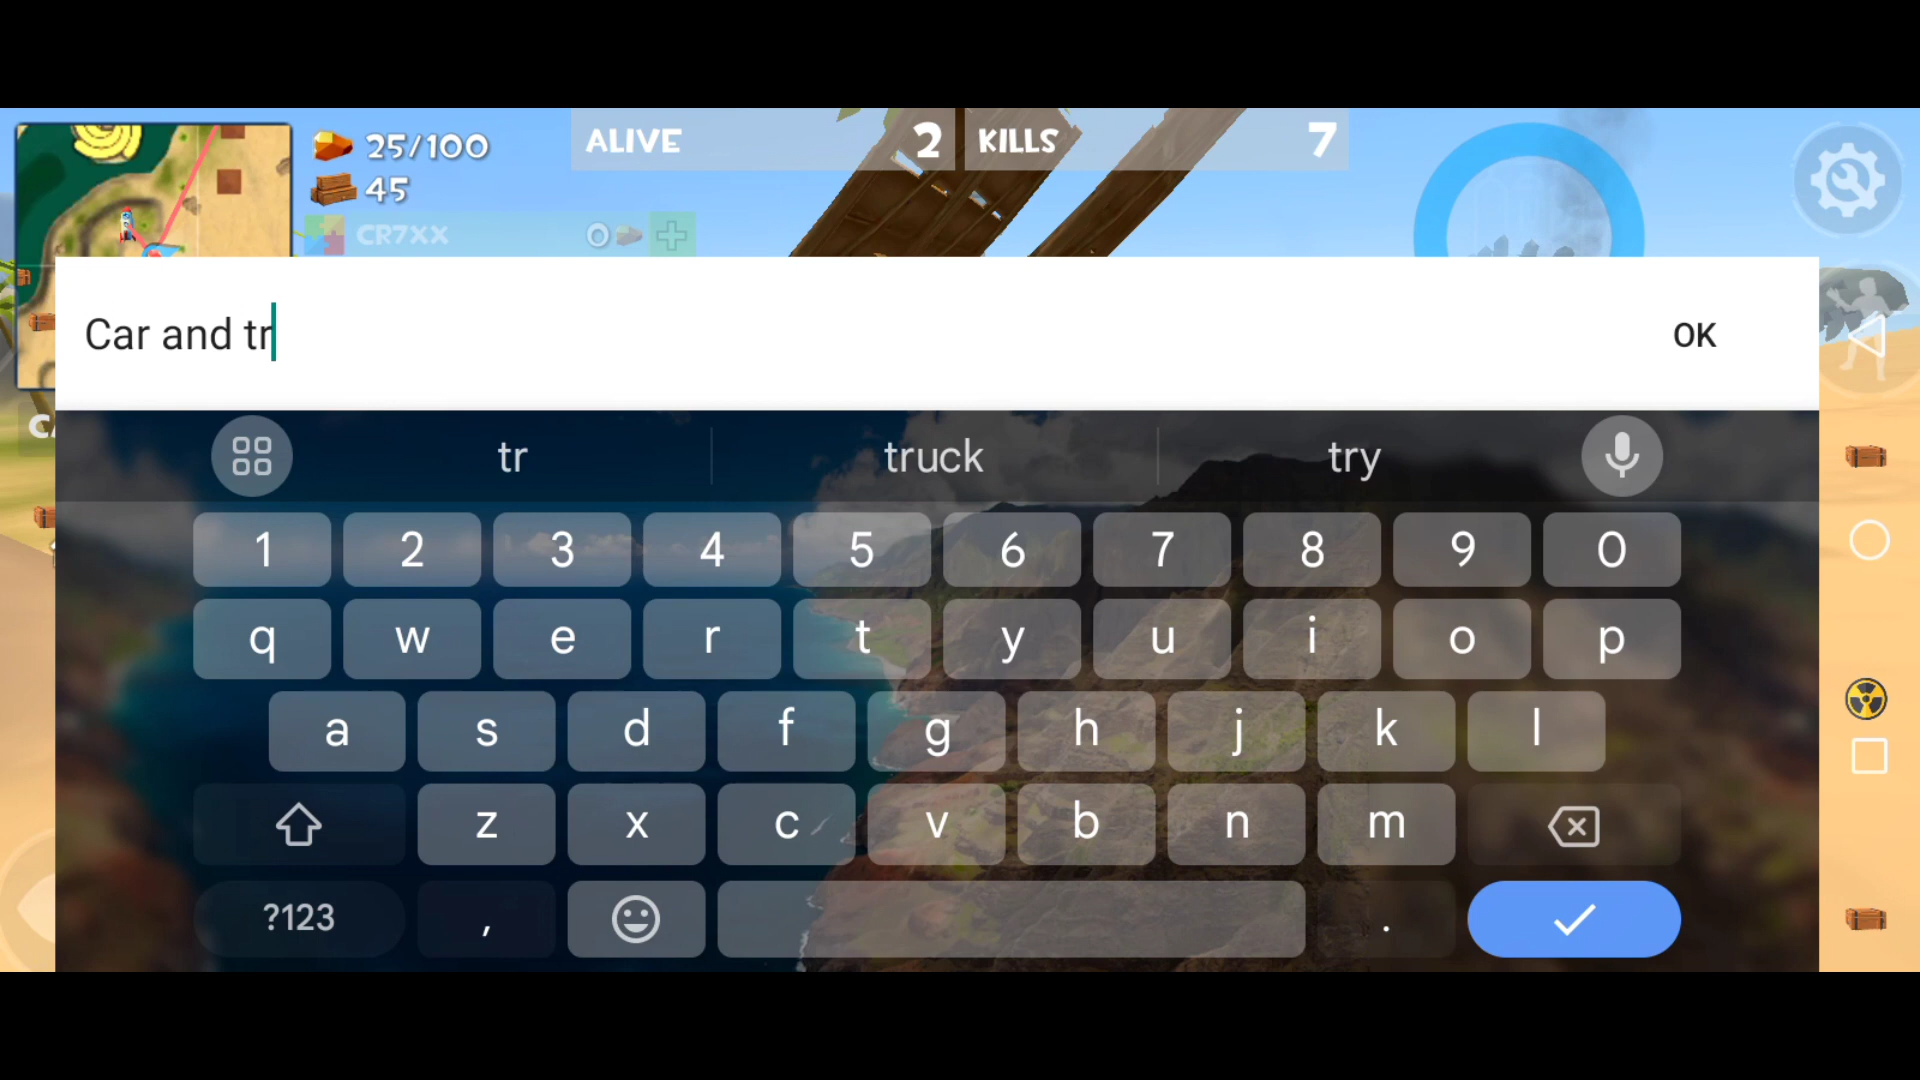 25/100
45
ALIVE 2 KILLS 7
CR7XX 0
Car and tr
OK
tr truck try
1 2 3 4 5 6 7 8 9 0
q w e r t y u i o p
a s d f g h j k l
z x c v b n m
?123 , .